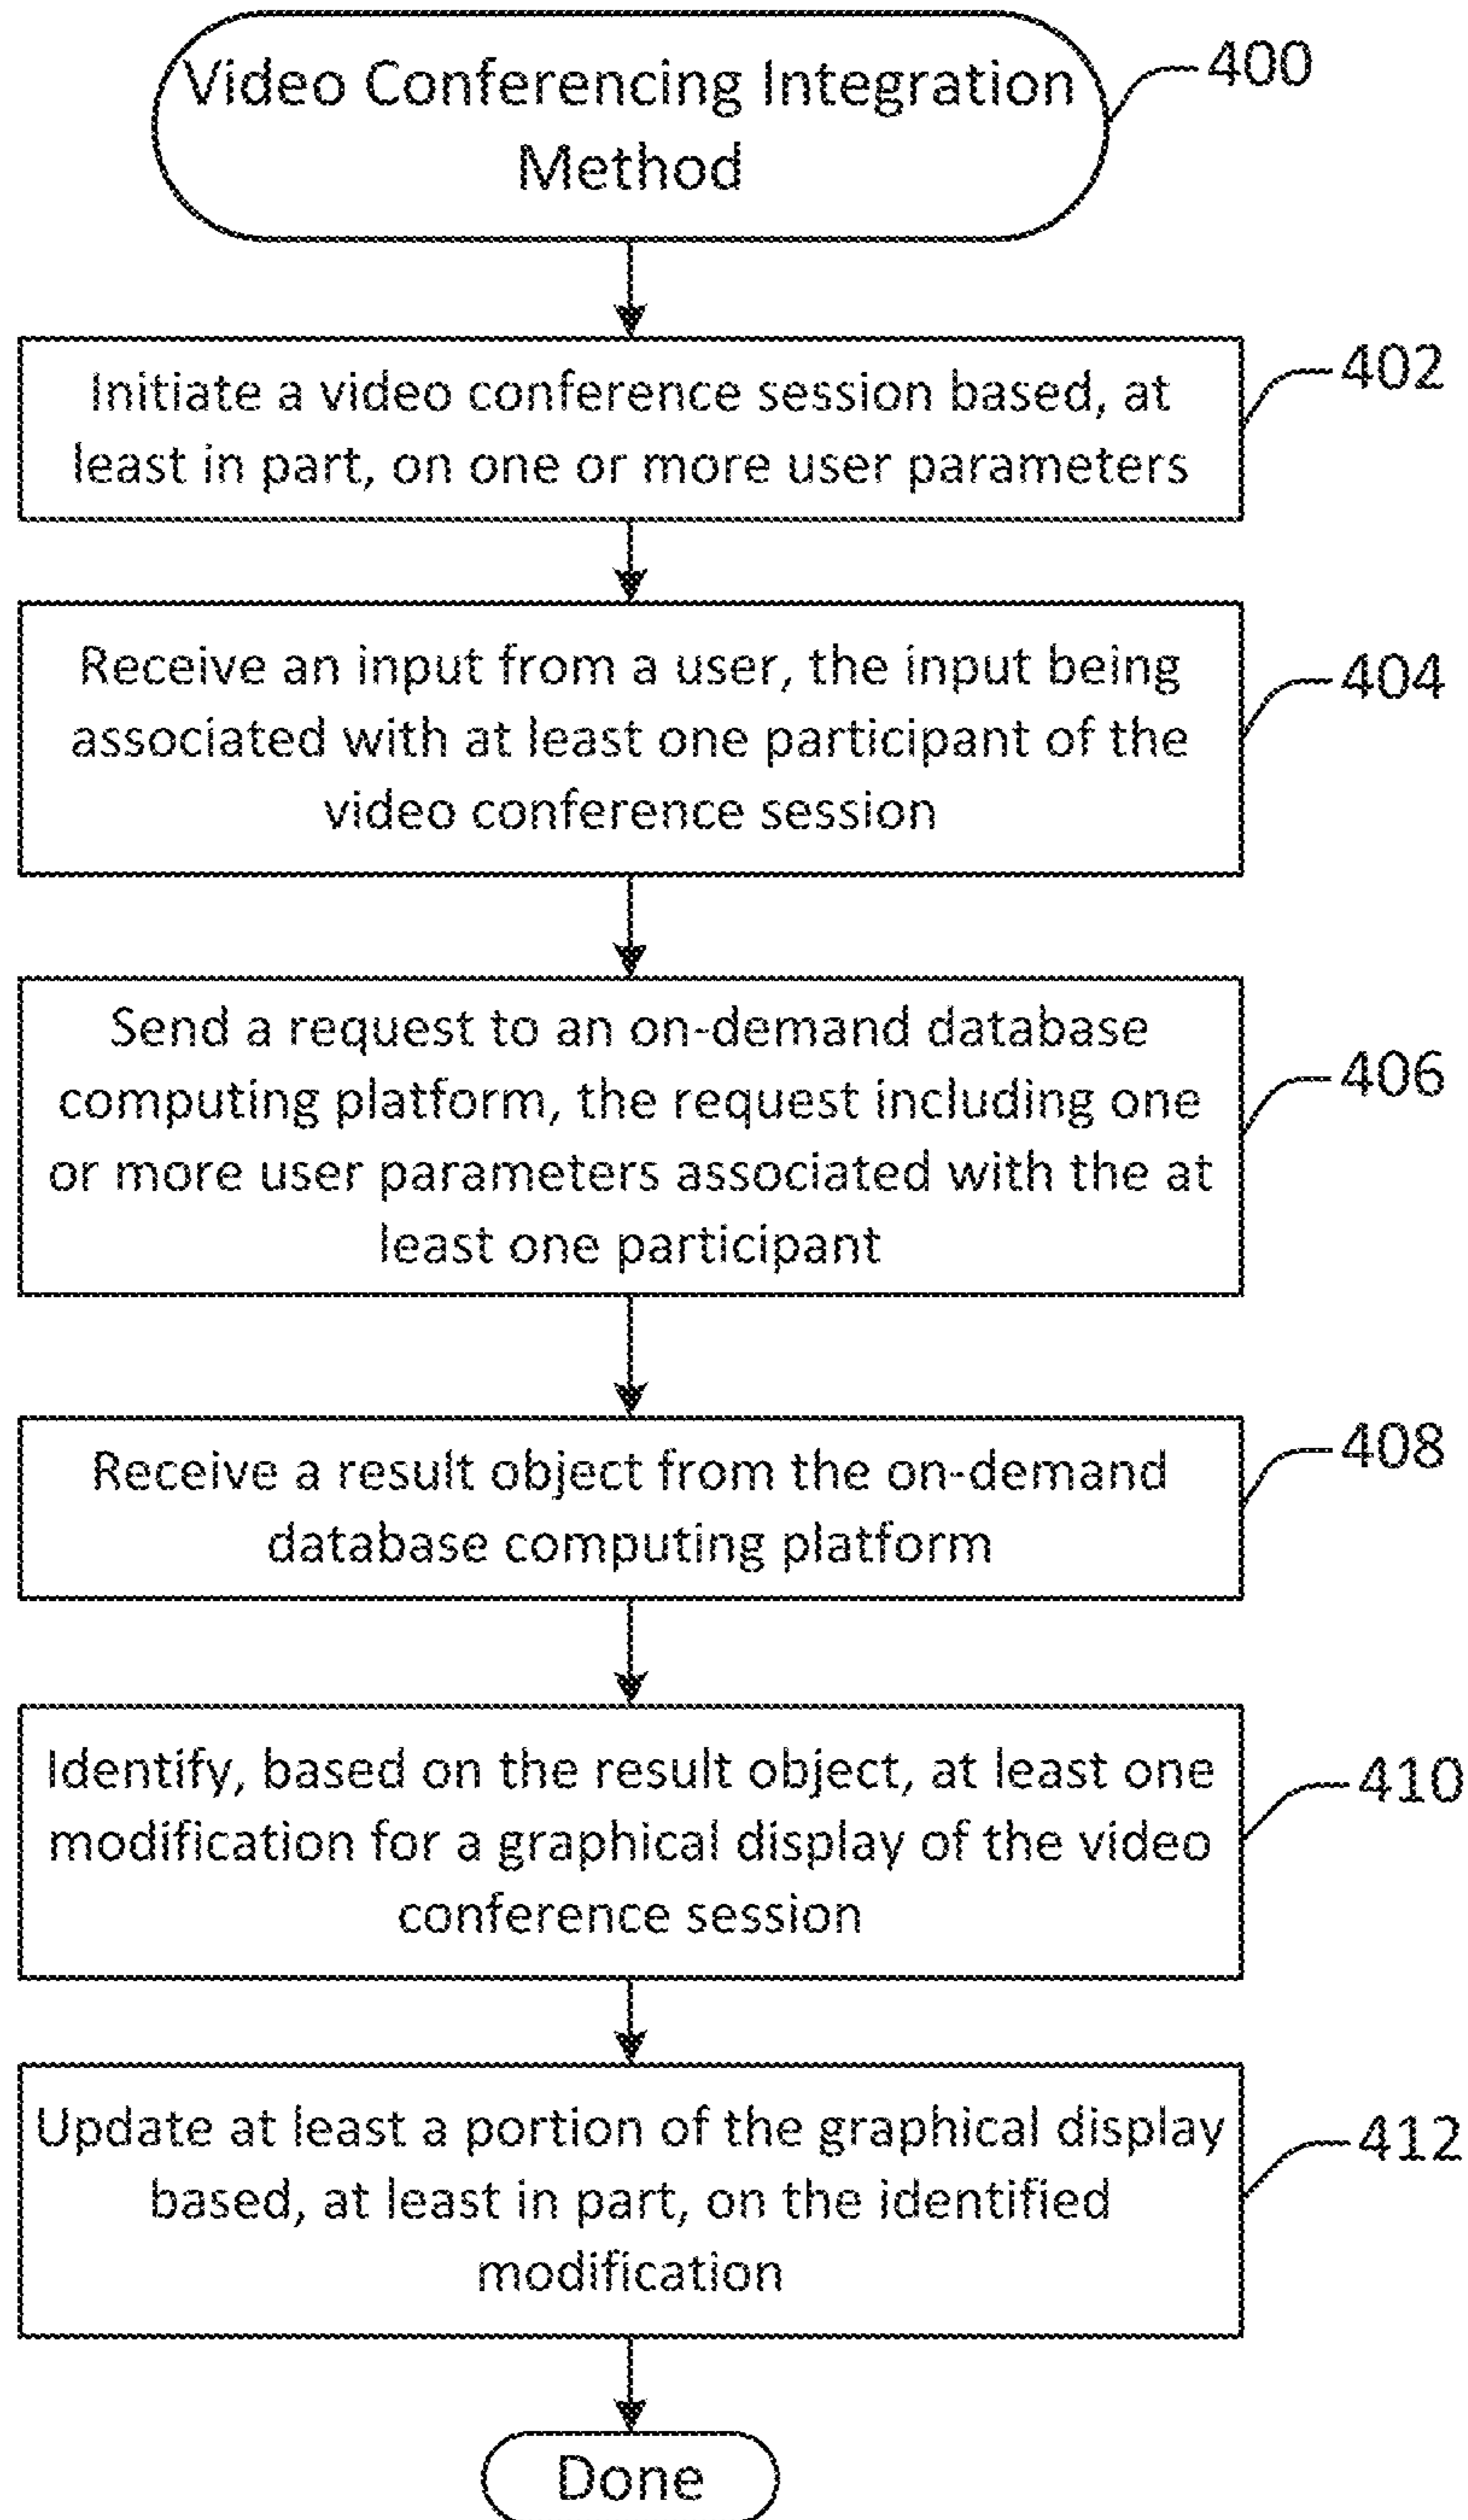 Video Conferencing Integration
Method
400
Initiate a video conference session based, at
least in part, on one or more user parameters
402
Receive an input from a user, the input being
associated with at least one participant of the
video conference session
404
Send a request to an on-demand database
computing platform, the request including one
or more user parameters associated with the at
least one participant
406
Receive a result object from the on-demand
database computing platform
408
Identify, based on the result object, at least one
modification for a graphical display of the video
conference session
410
Update at least a portion of the graphical display
based, at least in part, on the identified
modification
412
Done